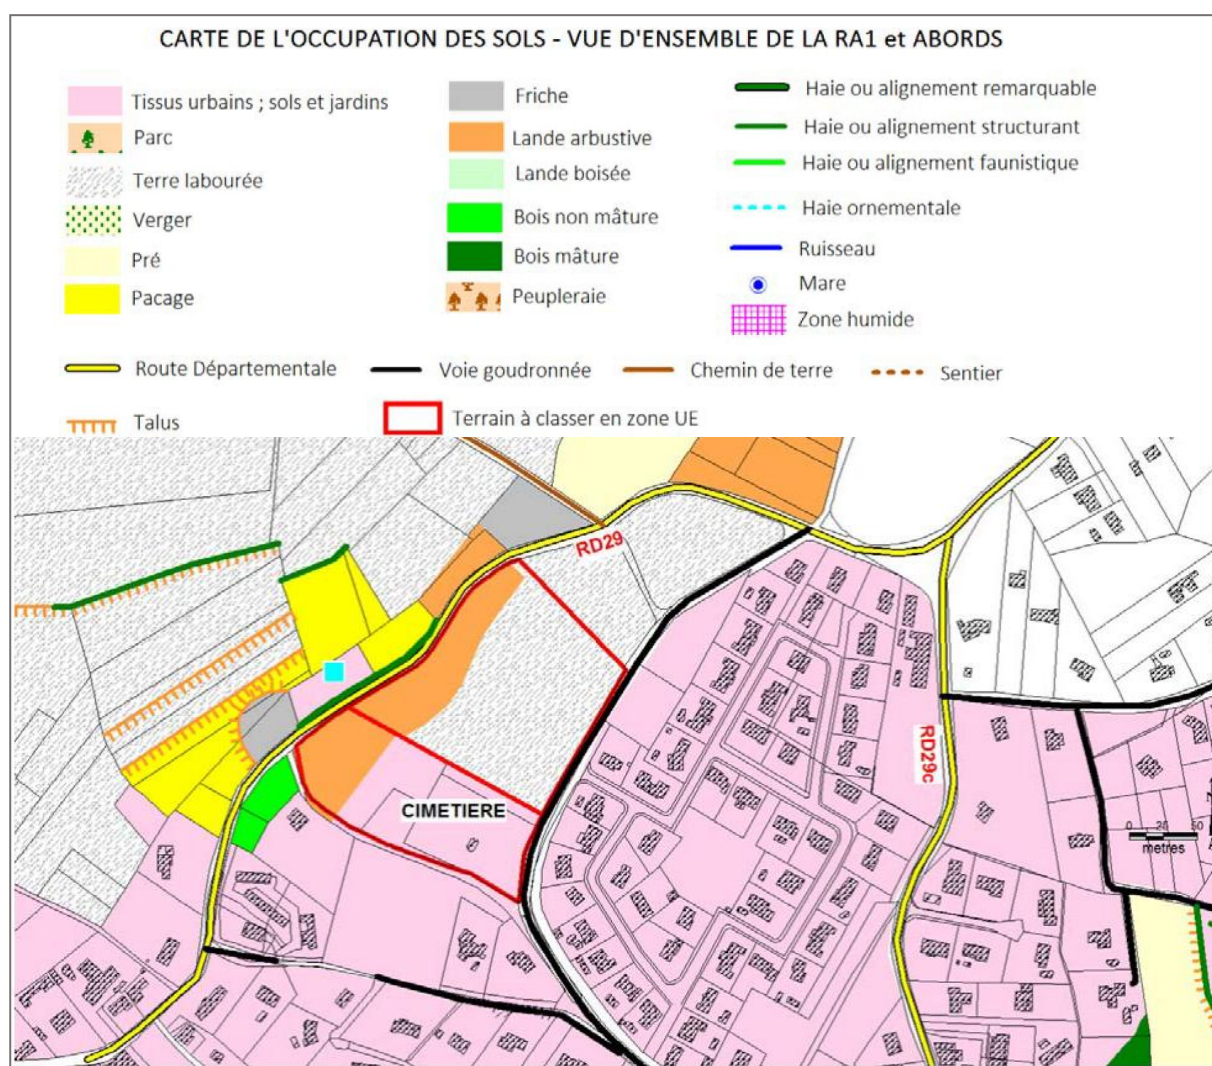 CARTE DE L'OCCUPATION DES SOLS - VUE D'ENSEMBLE DE LA RA1 et ABORDS
Tissus urbains ; sols et jardins
Parc
Terre labourée
Verger
Pré
Pacage
Friche
Lande arbustive
Lande boisée
Bois non mâture
Bois mâture
Peupleraie
Haie ou alignement remarquable
Haie ou alignement structurant
Haie ou alignement faunistique
Haie ornementale
Ruisseau
Mare
Zone humide
Route Départementale
Voie goudronnée
Chemin de terre
Sentier
Talus
Terrain à classer en zone UE
RD29
RD29c
CIMETIERE
0 25 50
metres